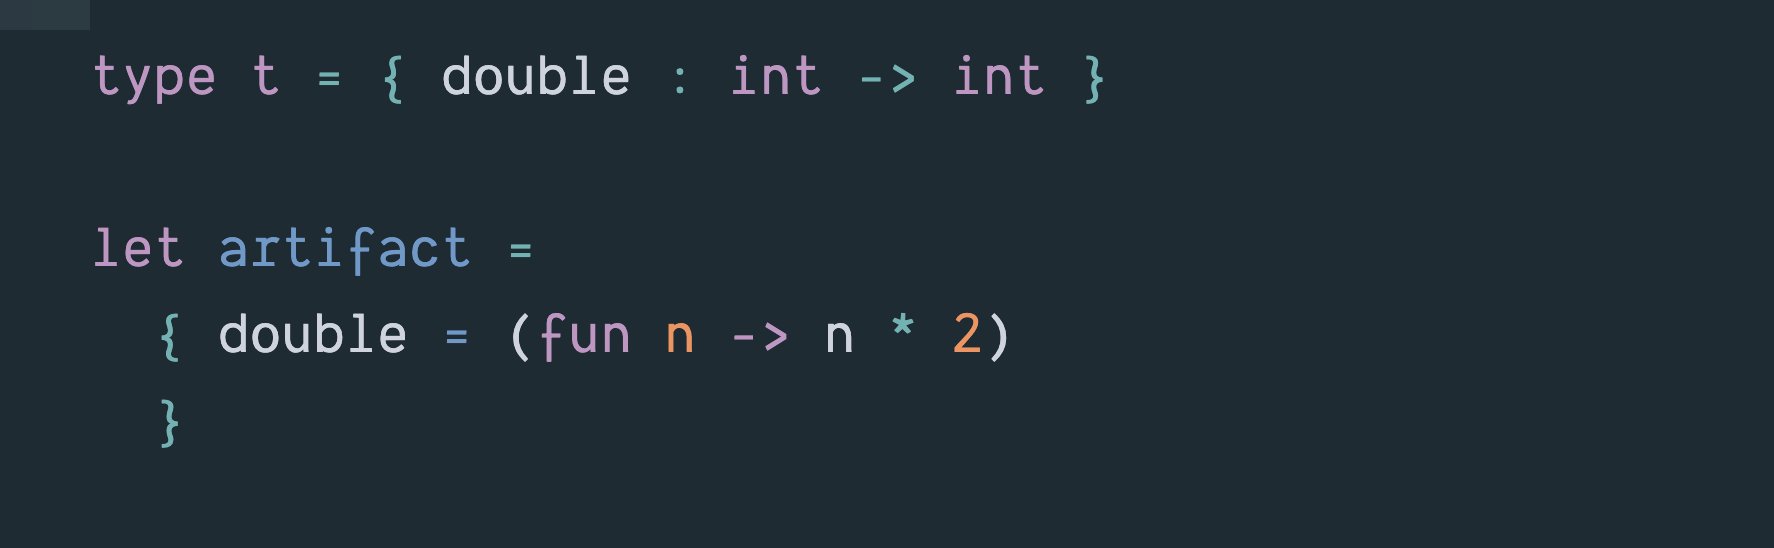 type t = { double : int -> int }
let artifact =
{ double = (fun n -> n * 2)
}